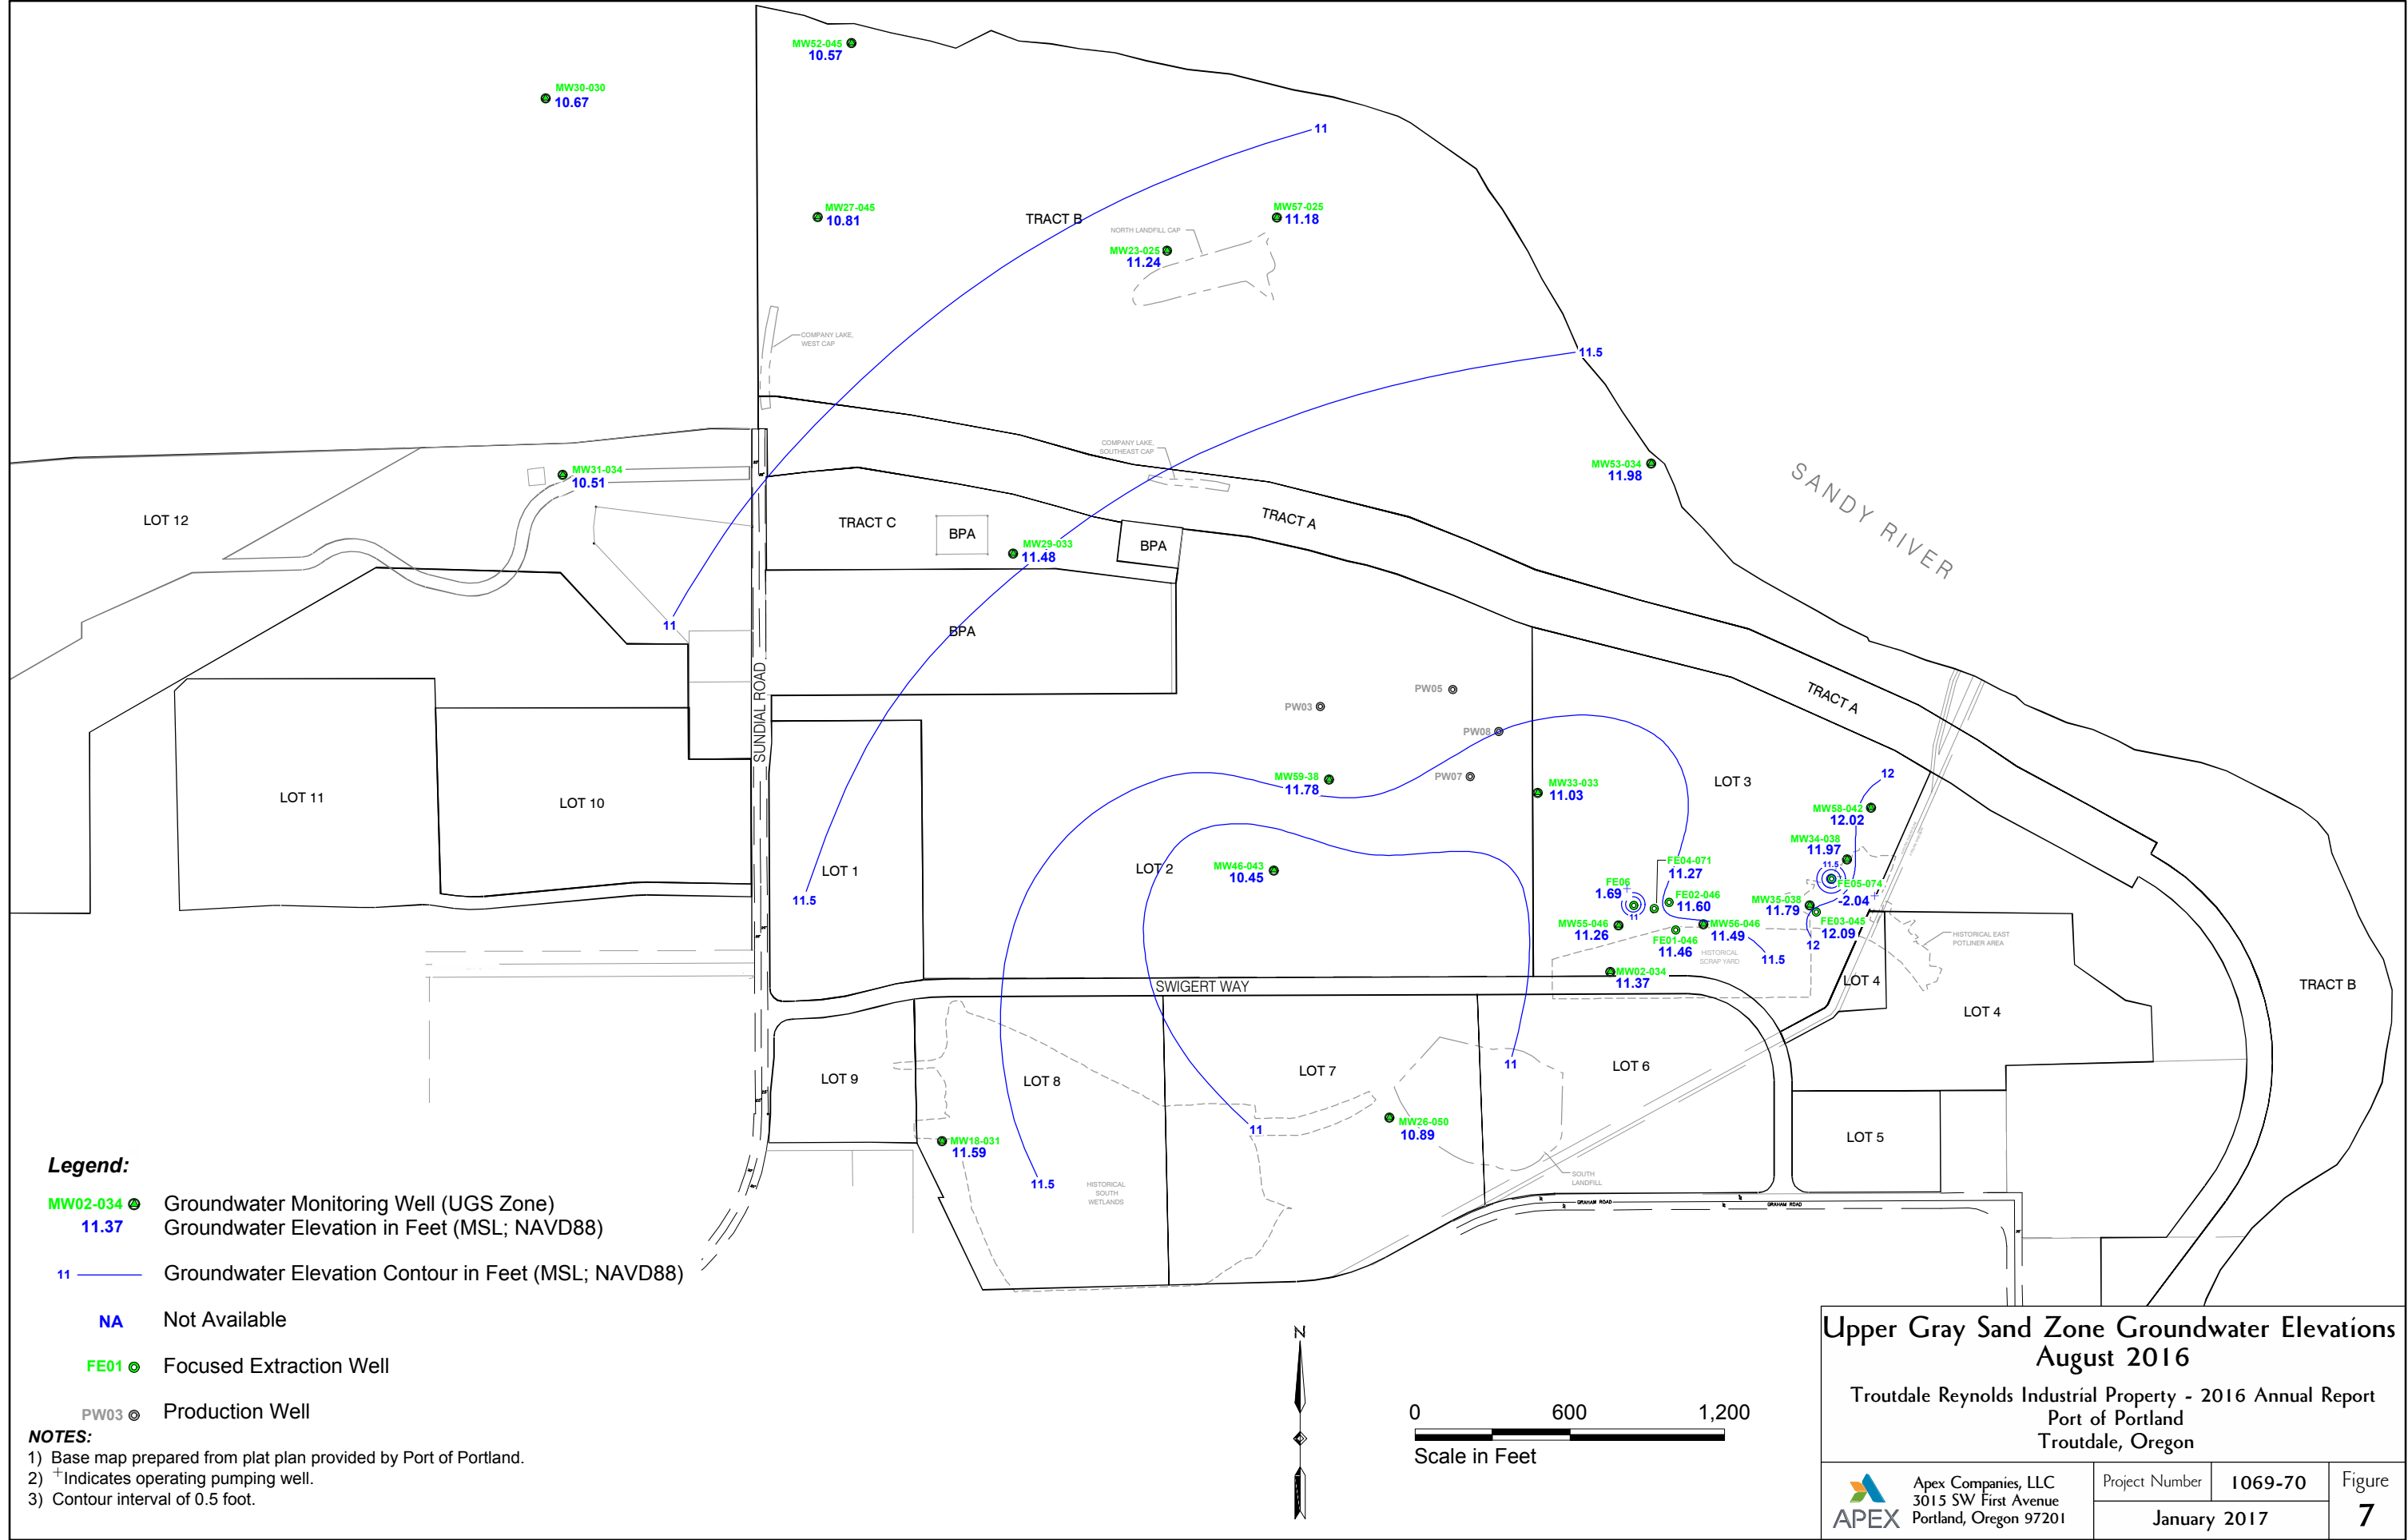 MW52-045
10.57
MW30-030
10.67
11
MW27-045
10.81
TRACT B
MW57-025
11.18
NORTH LANDFILL CAP
MW23-025
11.24
COMPANY LAKE,
WEST CAP
11.5
COMPANY LAKE,
SOUTHEAST CAP
MW53-034
11.98
SANDY RIVER
MW31-034
10.51
LOT 12
TRACT C
BPA
TRACT A
MW29-033
11.48
BPA
11
BPA
SUNDIAL ROAD
PW05
PW03
TRACT A
PW08
MW59-38
11.78
PW07
MW33-033
11.03
LOT 3
12
LOT 11
LOT 10
MW58-042
12.02
MW34-038
11.97
11.5
LOT 1
LOT 2
MW46-043
10.45
FE04-071
11.27
FE05-074
-2.04 +
FE06
1.69 +
11
FE02-046
11.60
MW35-038
11.79
11.5
FE03-045
12.09
12
MW55-046
11.26
MW56-046
11.49
FE01-046
11.46
HISTORICAL
SCRAP YARD
11.5
HISTORICAL EAST
POTLINER AREA
MW02-034
11.37
SWIGERT WAY
LOT 4
TRACT B
LOT 4
11
LOT 9
LOT 8
LOT 7
LOT 6
MW26-050
10.89
11
LOT 5
MW18-031
11.59
11.5
HISTORICAL
SOUTH
WETLANDS
SOUTH
LANDFILL
GRAHAM ROAD
GRAHAM ROAD
Legend:
MW02-034 Groundwater Monitoring Well (UGS Zone)
11.37 Groundwater Elevation in Feet (MSL; NAVD88)
11 Groundwater Elevation Contour in Feet (MSL; NAVD88)
NA Not Available
FE01 Focused Extraction Well
PW03 Production Well
NOTES:
1) Base map prepared from plat plan provided by Port of Portland.
2) +Indicates operating pumping well.
3) Contour interval of 0.5 foot.
N
0 600 1,200
Scale in Feet
Upper Gray Sand Zone Groundwater Elevations
August 2016
Troutdale Reynolds Industrial Property - 2016 Annual Report
Port of Portland
Troutdale, Oregon
APEX
Apex Companies, LLC
3015 SW First Avenue
Portland, Oregon 97201
Project Number 1069-70
January 2017
Figure
7